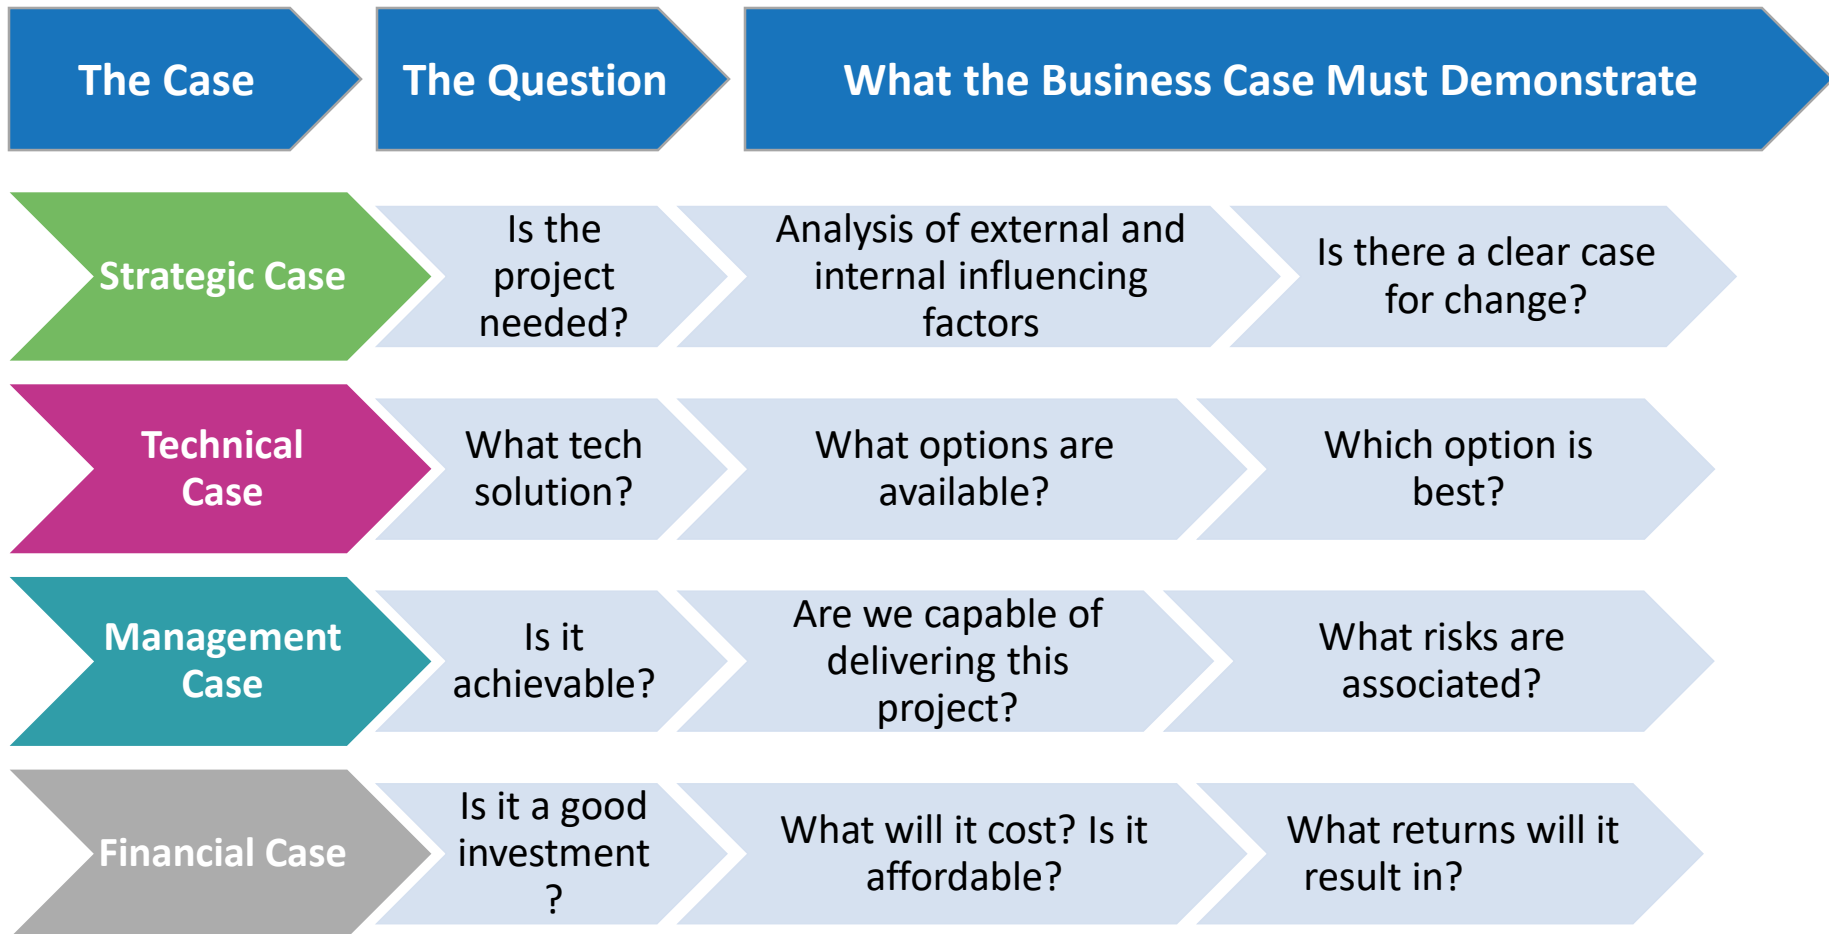 The Case
The Question
What the Business Case Must Demonstrate
Strategic Case
Is the
project
needed?
Analysis of external and
internal influencing
factors
Is there a clear case
for change?
Technical
Case
What tech
solution?
What options are
available?
Which option is
best?
Management
Case
Is it
achievable?
Are we capable of
delivering this
project?
What risks are
associated?
Financial Case
Is it a good
investment
?
What will it cost? Is it
affordable?
What returns will it
result in?